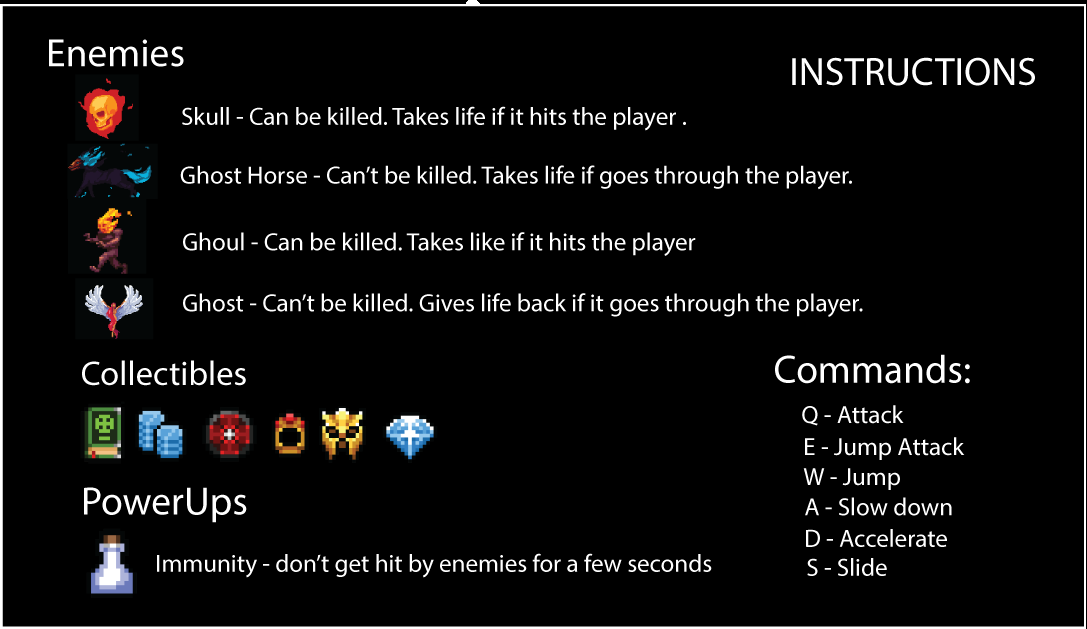 Enemies
INSTRUCTIONS
Skull - Can be killed. Takes life if it hits the player .
Ghost Horse - Can't be killed. Takes life if goes through the player.
Ghoul - Can be killed. Takes like if it hits the player
Ghost - Can't be killed. Gives life back if it goes through the player.
Collectibles
PowerUps
Immunity - don't get hit by enemies for a few seconds
Commands:
Q - Attack
E - Jump Attack
W - Jump
A - Slow down
D - Accelerate
S - Slide